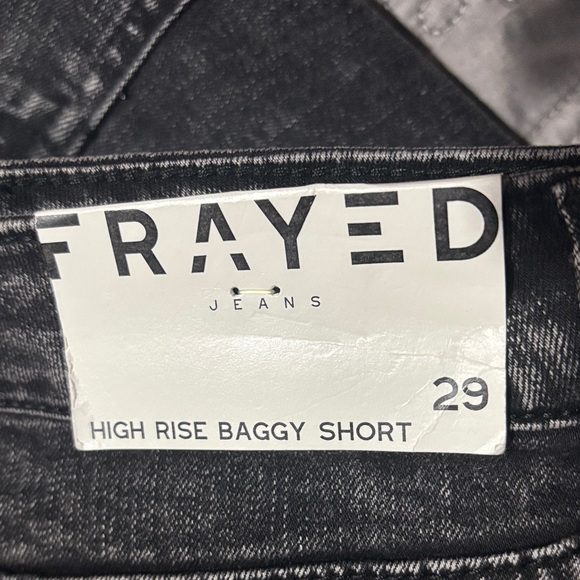 FRAYED
JEANS
29
HIGH RISE BAGGY SHORT